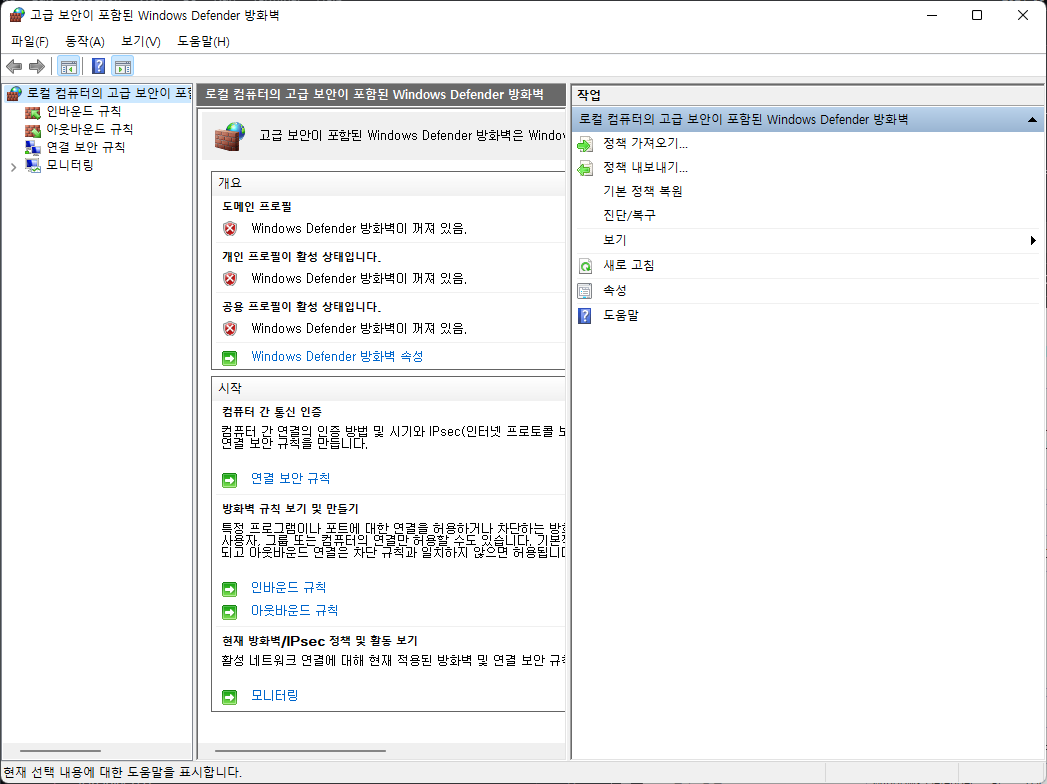 고급 보안이 포함된 Windows Defender 방화벽
파일(F) 동작(A) 보기(V) 도움말(H)
로컬 컴퓨터의 고급 보안이 포함
인바운드 규칙
아웃바운드 규칙
연결 보안 규칙
모니터링
로컬 컴퓨터의 고급 보안이 포함된 Windows Defender 방화벽
고급 보안이 포함된 Windows Defender 방화벽은 Windo
개요
도메인 프로필
Windows Defender 방화벽이 꺼져 있음.
개인 프로필이 활성 상태입니다.
Windows Defender 방화벽이 꺼져 있음.
공용 프로필이 활성 상태입니다.
Windows Defender 방화벽이 꺼져 있음.
Windows Defender 방화벽 속성
시작
컴퓨터 간 통신 인증
컴퓨터 간 연결의 인증 방법 및 시기와 IPsec(인터넷 프로토콜 보
연결 보안 규칙을 만듭니다.
연결 보안 규칙
방화벽 규칙 보기 및 만들기
특정 프로그램이나 포트에 대한 연결을 허용하거나 차단하는 방화
사용자, 그룹 또는 컴퓨터의 연결만 허용할 수도 있습니다. 기본적
되고 아웃바운드 연결은 차단 규칙과 일치하지 않으면 허용됩니다
인바운드 규칙
아웃바운드 규칙
현재 방화벽/IPsec 정책 및 활동 보기
활성 네트워크 연결에 대해 현재 적용된 방화벽 및 연결 보안 규칙
모니터링
작업
로컬 컴퓨터의 고급 보안이 포함된 Windows Defender 방화벽
정책 가져오기...
정책 내보내기...
기본 정책 복원
진단/복구
보기
새로 고침
속성
도움말
현재 선택 내용에 대한 도움말을 표시합니다.